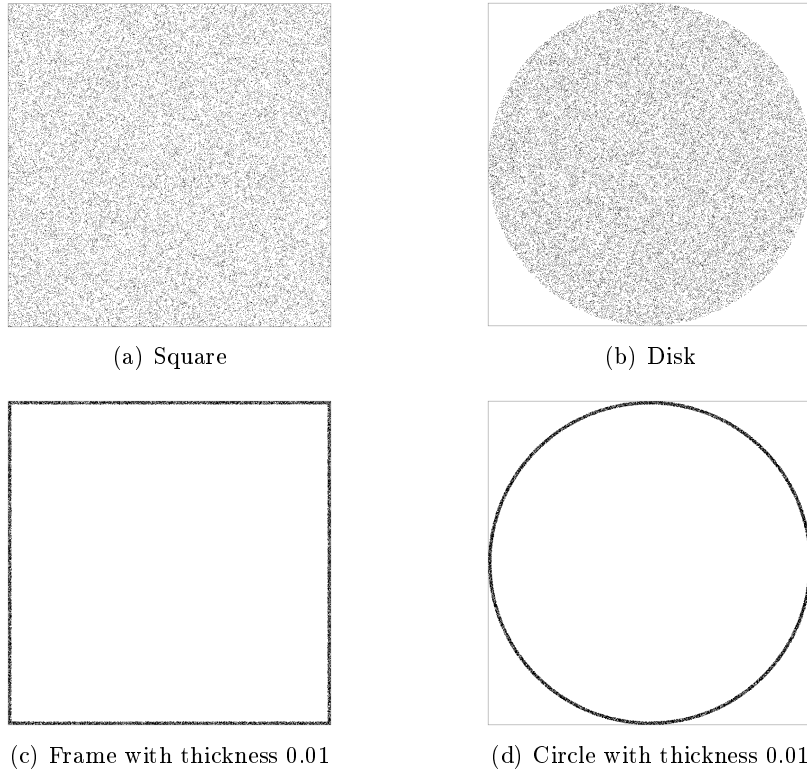 (a) Square
(b) Disk
(c) Frame with thickness 0.01
(d) Circle with thickness 0.01